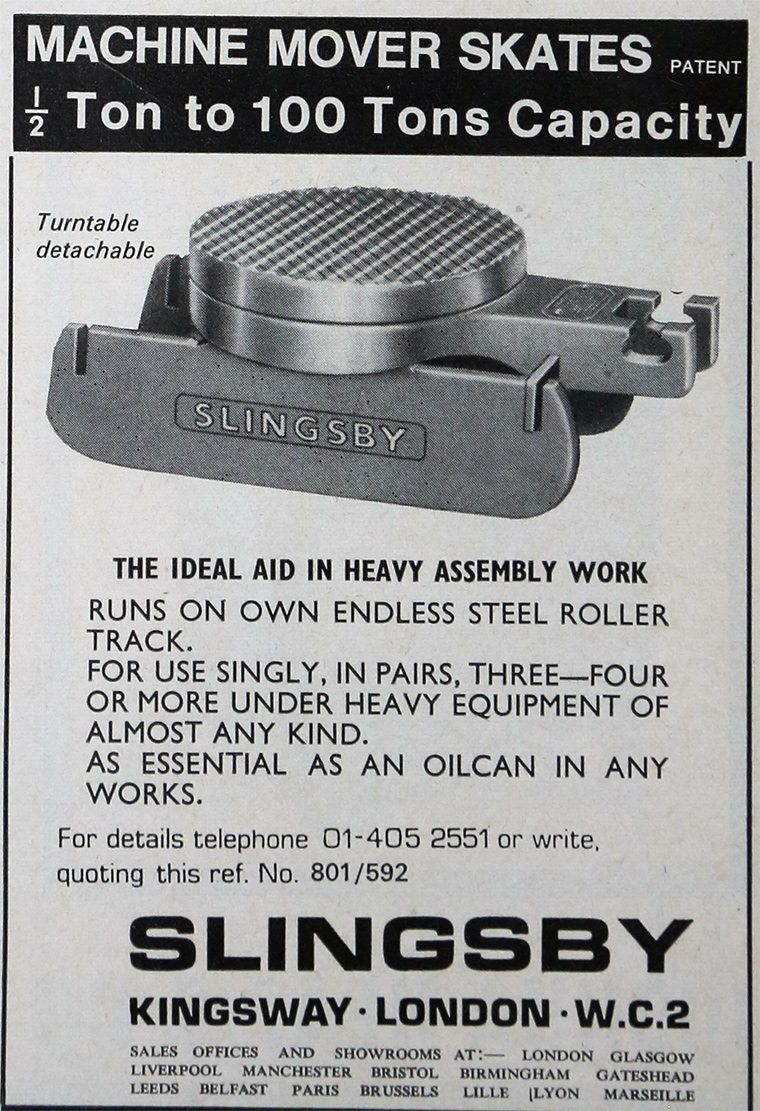 MACHINE MOVER SKATES PATENT
1/2 Ton to 100 Tons Capacity
Turntable
detachable
SLINGSBY
THE IDEAL AID IN HEAVY ASSEMBLY WORK
RUNS ON OWN ENDLESS STEEL ROLLER
TRACK.
FOR USE SINGLY, IN PAIRS, THREE—FOUR
OR MORE UNDER HEAVY EQUIPMENT OF
ALMOST ANY KIND.
AS ESSENTIAL AS AN OILCAN IN ANY
WORKS.
For details telephone 01-405 2551 or write,
quoting this ref. No. 801/592
SLINGSBY
KINGSWAY · LONDON · W.C.2
SALES OFFICES AND SHOWROOMS AT:— LONDON GLASGOW
LIVERPOOL MANCHESTER BRISTOL BIRMINGHAM GATESHEAD
LEEDS BELFAST PARIS BRUSSELS LILLE LYON MARSEILLE